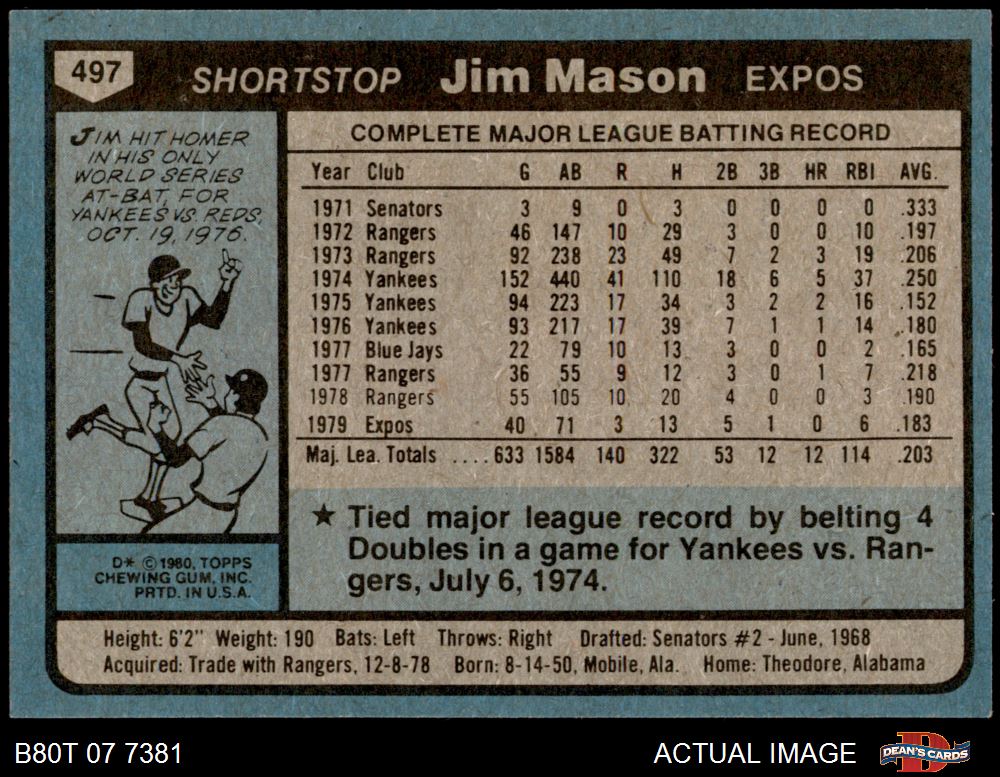 497 SHORTSTOP Jim Mason EXPOS
JIM HIT HOMER
IN HIS ONLY
WORLD SERIES
AT-BAT, FOR
YANKEES VS. REDS,
OCT. 19, 1976.
D* © 1980, TOPPS
CHEWING GUM, INC.
PRTD. IN U.S.A.
COMPLETE MAJOR LEAGUE BATTING RECORD
Year Club G AB R H 2B 3B HR RBI AVG.
1971 Senators 3 9 0 3 0 0 0 0 .333
1972 Rangers 46 147 10 29 3 0 0 10 .197
1973 Rangers 92 238 23 49 7 2 3 19 .206
1974 Yankees 152 440 41 110 18 6 5 37 .250
1975 Yankees 94 223 17 34 3 2 2 16 .152
1976 Yankees 93 217 17 39 7 1 1 14 .180
1977 Blue Jays 22 79 10 13 3 0 0 2 .165
1977 Rangers 36 55 9 12 3 0 1 7 .218
1978 Rangers 55 105 10 20 4 0 0 3 .190
1979 Expos 40 71 3 13 5 1 0 6 .183
Maj. Lea. Totals ....633 1584 140 322 53 12 12 114 .203
★ Tied major league record by belting 4
Doubles in a game for Yankees vs. Ran-
gers, July 6, 1974.
Height: 6'2" Weight: 190 Bats: Left Throws: Right Drafted: Senators #2 - June, 1968
Acquired: Trade with Rangers, 12-8-78 Born: 8-14-50, Mobile, Ala. Home: Theodore, Alabama
B80T 07 7381 ACTUAL IMAGE D DEAN'S CARDS